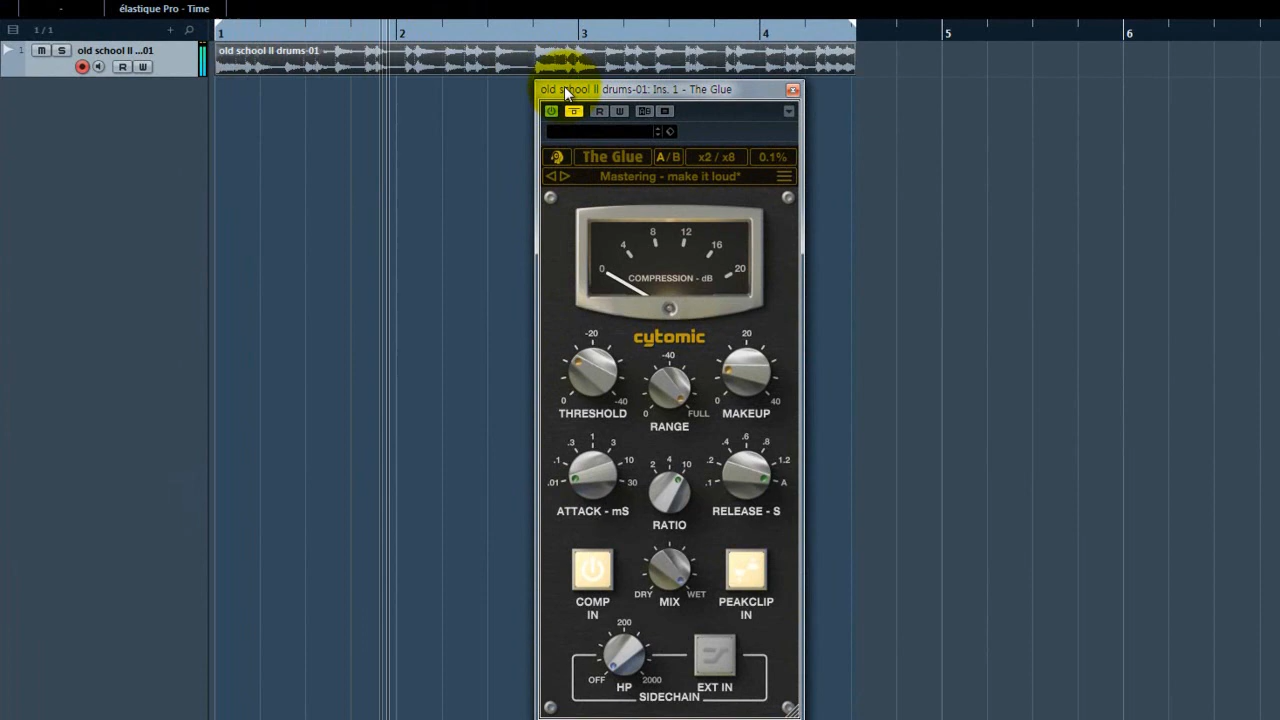 - élastique Pro - Time
1 / 1 +
1 2 3 4 5 6
1 M S old school II ...01
R W
old school II drums-01
old school II drums-01: Ins. 1 - The Glue
R W
The Glue A/B x2 / x8 0.1%
Mastering - make it loud*
0 4 8 12 16 20
COMPRESSION - dB
cytomic
0 -20 -40
THRESHOLD
0 -40 FULL
RANGE
0 20 40
MAKEUP
.01 .1 .3 1 3 10 30
ATTACK - mS
2 4 10
RATIO
.1 .2 .4 .6 .8 1.2 A
RELEASE - S
COMP
IN
DRY WET
MIX
PEAKCLIP
IN
OFF 200 2000
HP
EXT IN
SIDECHAIN